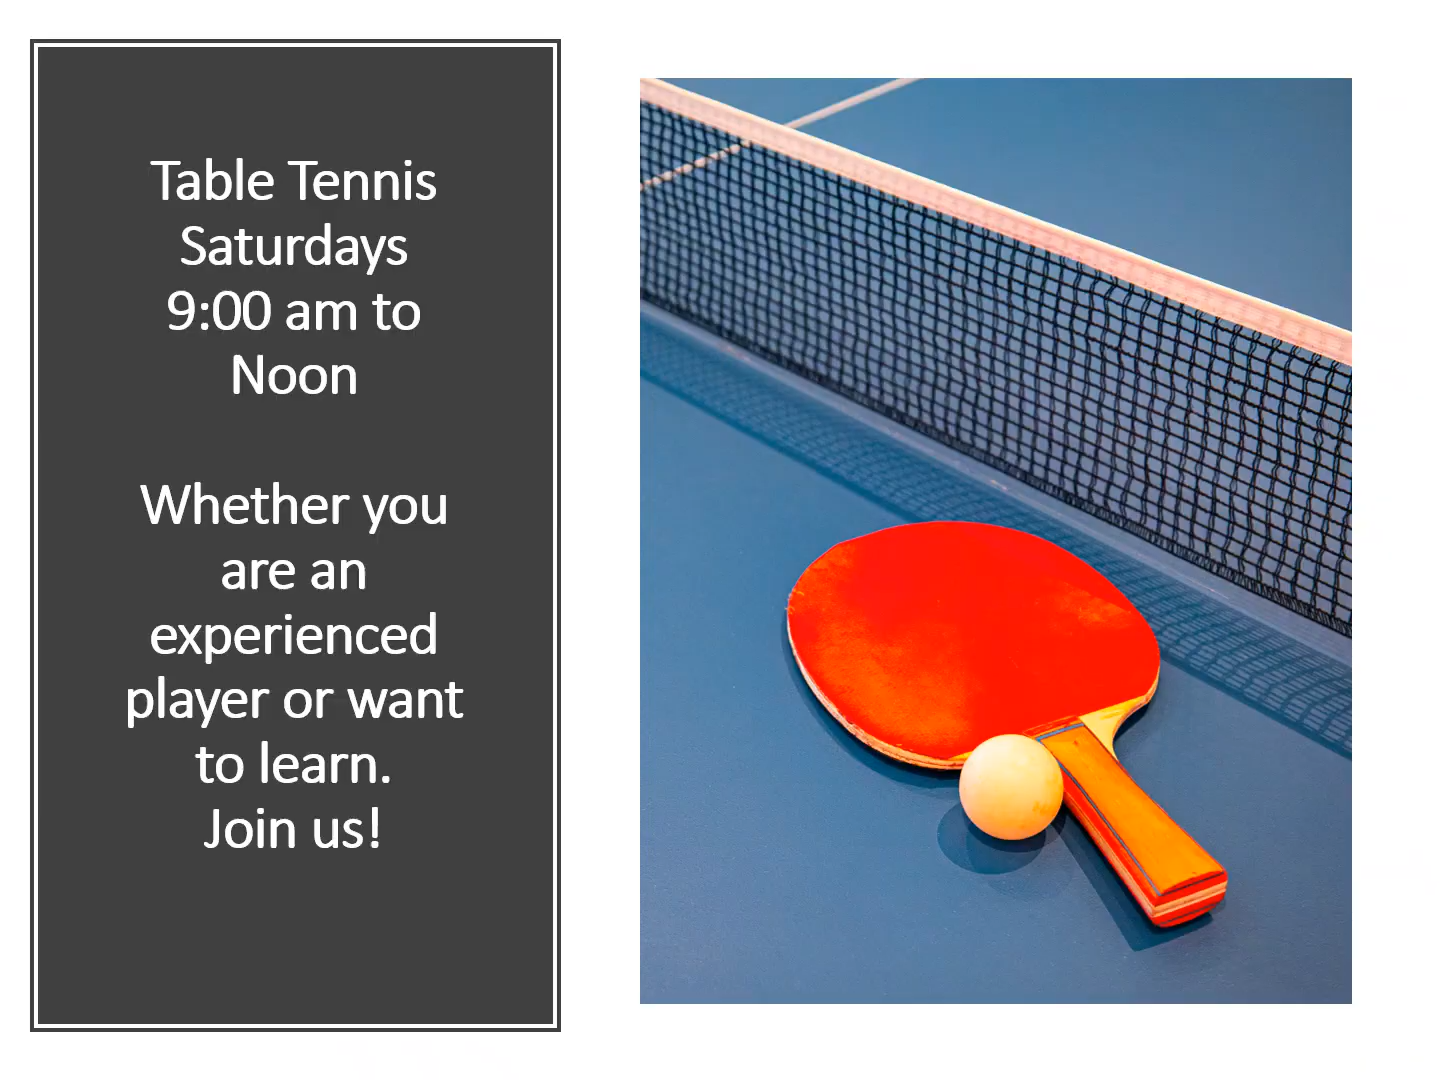 Table Tennis
Saturdays
9:00 am to
Noon
Whether you
are an
experienced
player or want
to learn.
Join us!